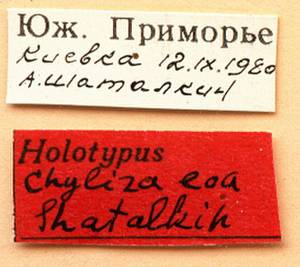 Юж. Приморье
Киевка 12.IX.1980
А.Шаталкин
Holotypus
Chyliza eoa
Shatalkin